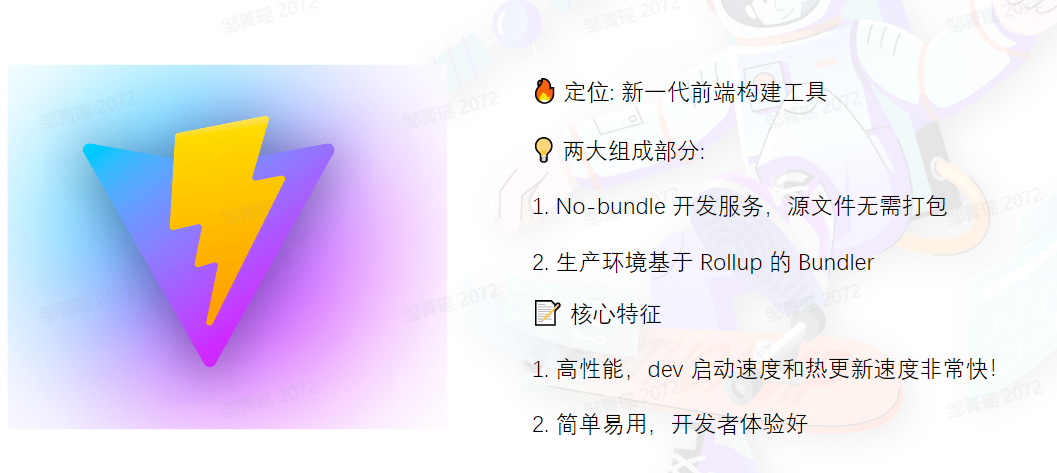 🔥 定位: 新一代前端构建工具
💡 两大组成部分:
1. No-bundle 开发服务，源文件无需打包
2. 生产环境基于 Rollup 的 Bundler
📝 核心特征
1. 高性能，dev 启动速度和热更新速度非常快！
2. 简单易用，开发者体验好
邹青瑶 2072